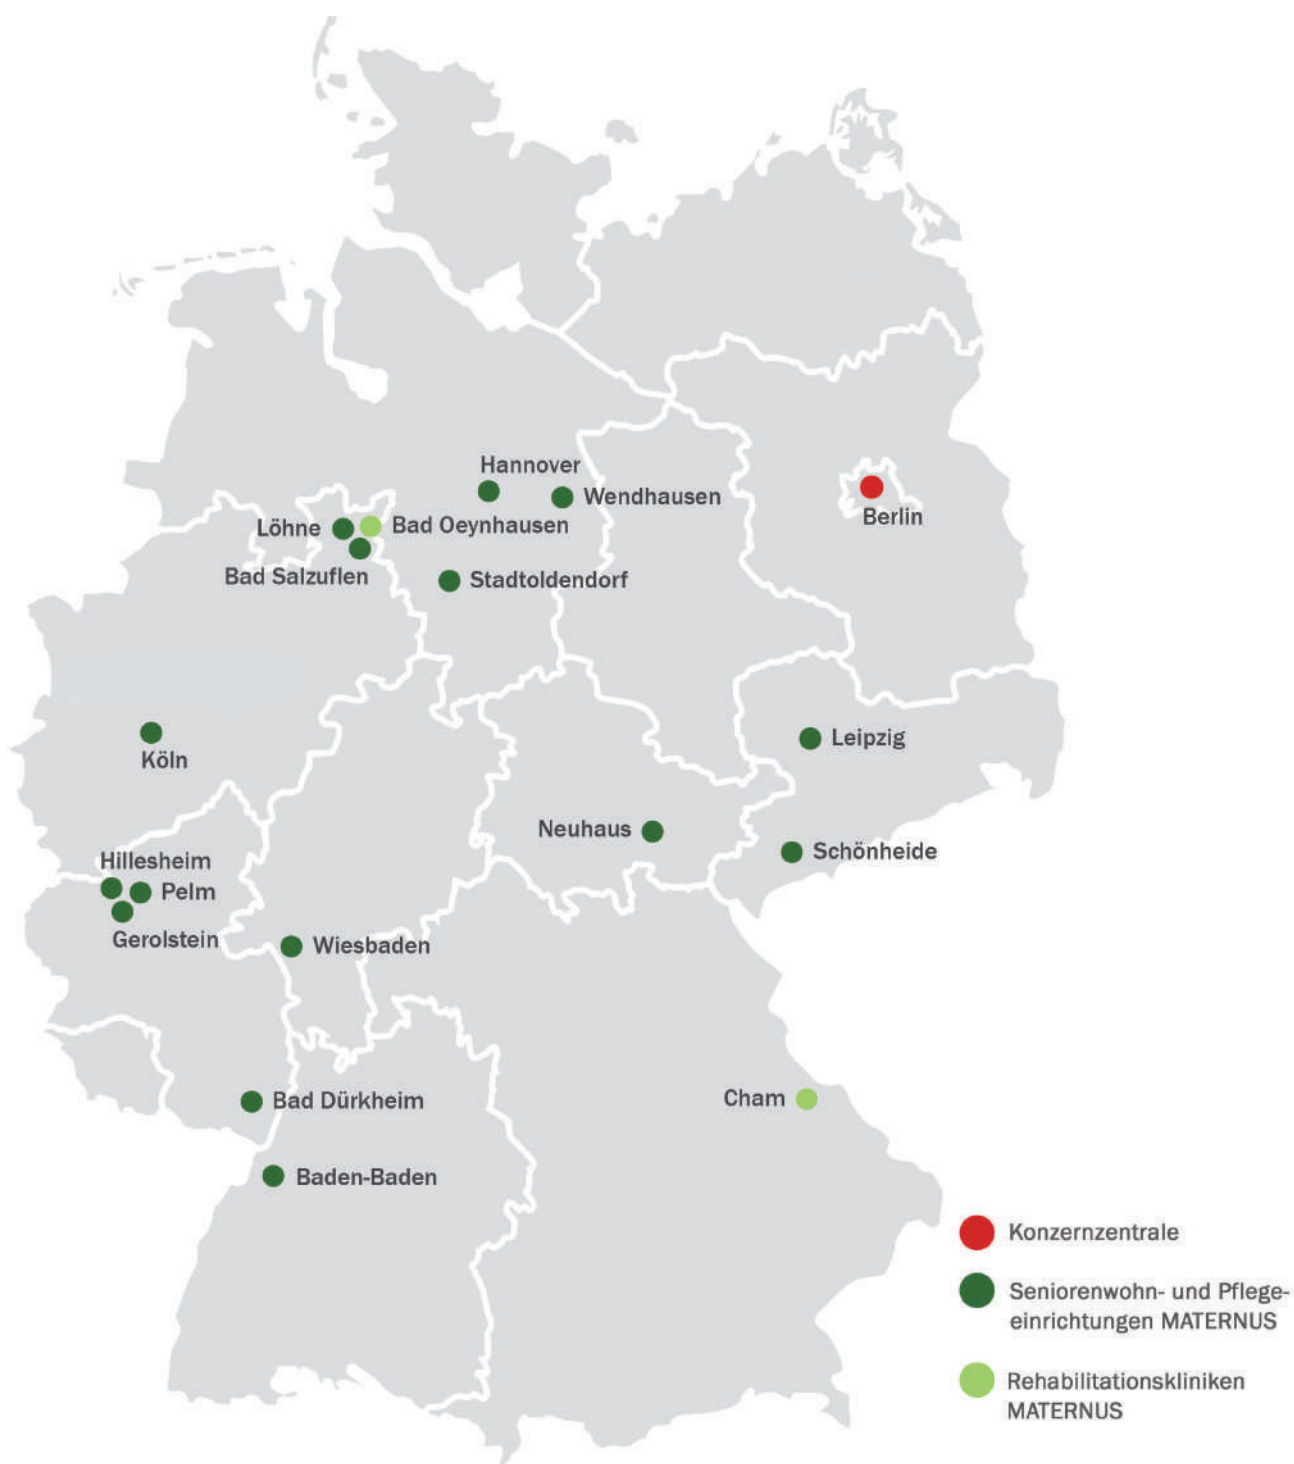 Hannover
Wendhausen
Berlin
Löhne
Bad Oeynhausen
Bad Salzuflen
Stadtoldendorf
Köln
Leipzig
Neuhaus
Schönheide
Hillesheim
Pelm
Gerolstein
Wiesbaden
Bad Dürkheim
Cham
Baden-Baden
Konzernzentrale
Seniorenwohn- und Pflege-
einrichtungen MATERNUS
Rehabilitationskliniken
MATERNUS